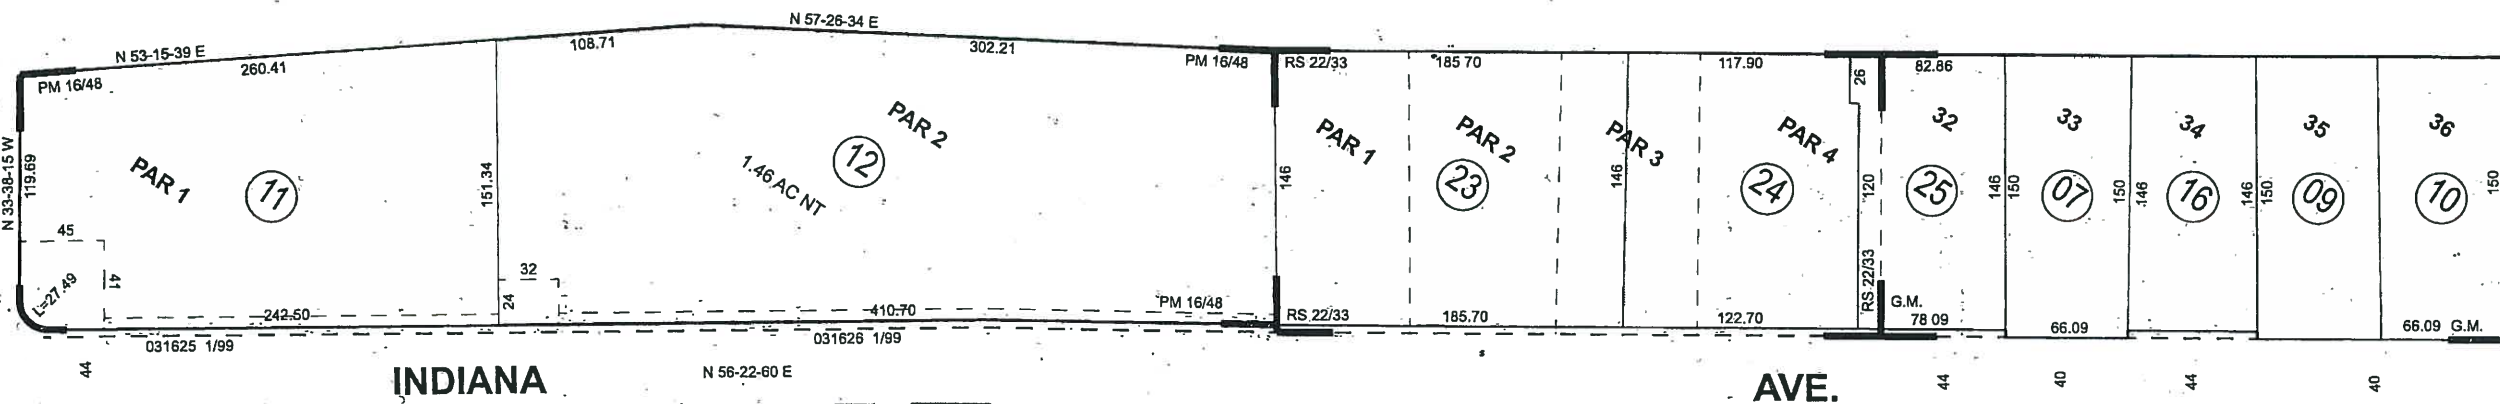 N 57-26-34 E
N 53-15-39 E
108.71
302.21
260.41
PM 16/48
PM 16/48
RS 22/33
185 70
117.90
82.86
26
N 33-38-15 W
119.69
PAR 1
11
151.34
PAR 2
12
1.46 AC NT
146
PAR 1
PAR 2
23
PAR 3
146
PAR 4
24
120
RS 22/33
32
25
146
150
33
07
150
146
34
16
146
150
35
09
36
10
150
45
41
L=27.49
32
24
242.50
410.70
PM 16/48
RS 22/33
185.70
122.70
G.M.
78 09
66.09
66.09 G.M.
031625 1/99
031626 1/99
44
INDIANA
N 56-22-60 E
AVE.
44
40
44
40